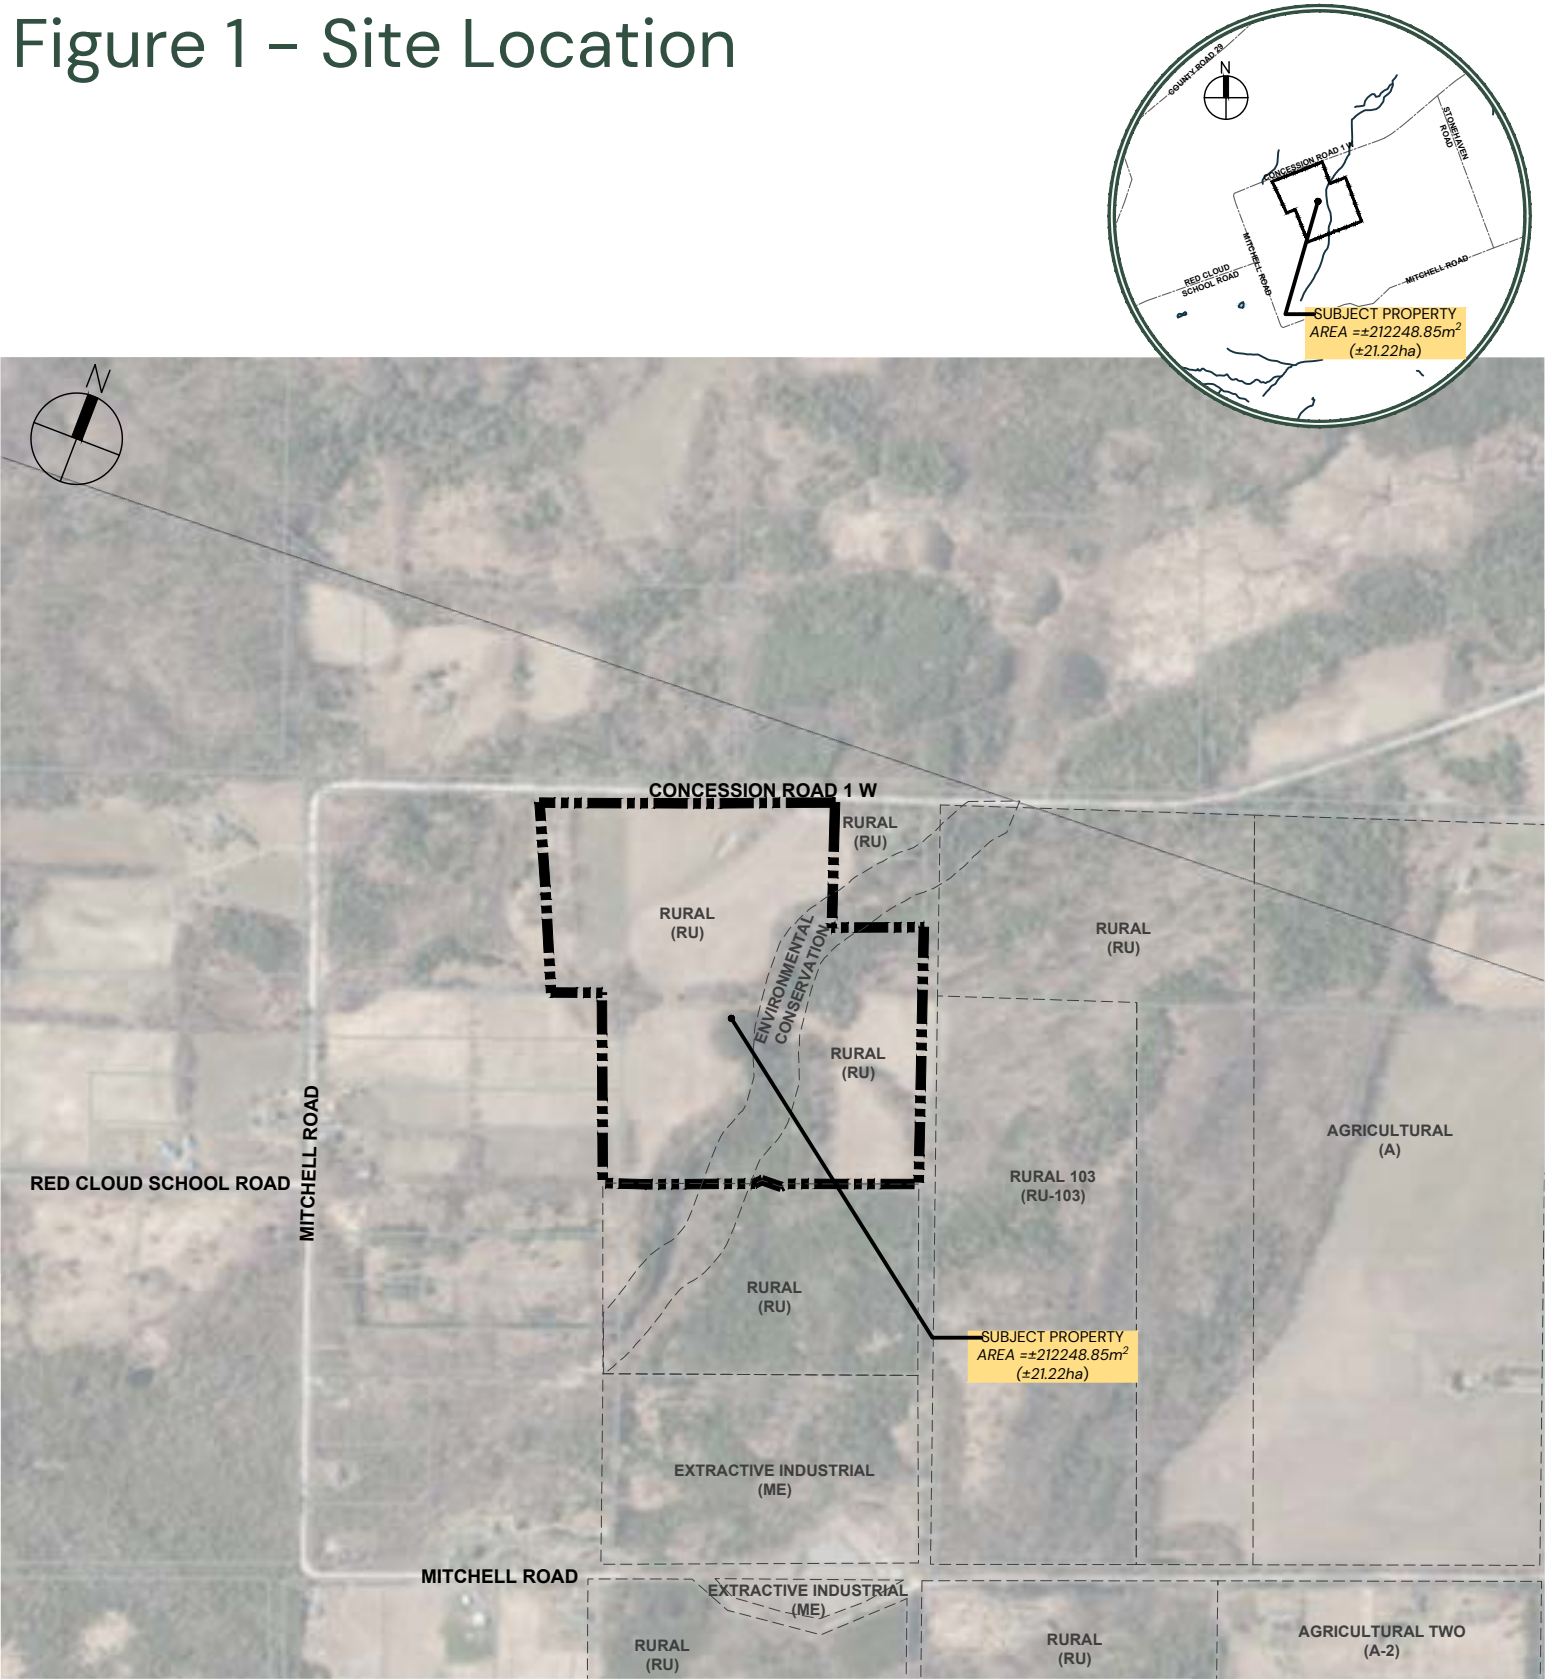 Figure 1 – Site Location
COUNTY ROAD 29
N
STONEHAVEN
ROAD
CONCESSION ROAD 1 W
MITCHELL ROAD
RED CLOUD
SCHOOL ROAD
MITCHELL ROAD
SUBJECT PROPERTY
AREA =±212248.85m²
(±21.22ha)
N
CONCESSION ROAD 1 W
RURAL
(RU)
RURAL
(RU)
RURAL
(RU)
ENVIRONMENTAL
CONSERVATION
RURAL
(RU)
MITCHELL ROAD
AGRICULTURAL
(A)
RED CLOUD SCHOOL ROAD
RURAL 103
(RU-103)
RURAL
(RU)
SUBJECT PROPERTY
AREA =±212248.85m²
(±21.22ha)
EXTRACTIVE INDUSTRIAL
(ME)
MITCHELL ROAD
EXTRACTIVE INDUSTRIAL
(ME)
RURAL
(RU)
RURAL
(RU)
AGRICULTURAL TWO
(A-2)